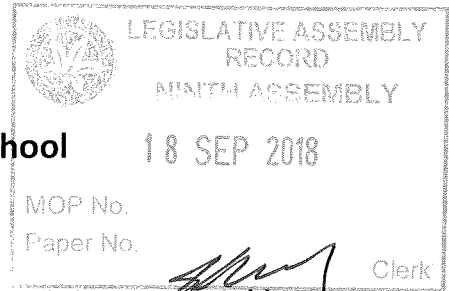 LEGISLATIVE ASSEMBLY
RECORD
NINTH ASSEMBLY
hool
18 SEP 2018
MOP No.
Paper No.
Clerk